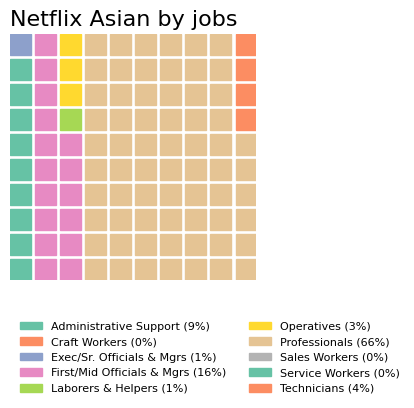 Netflix Asian by jobs
Administrative Support (9%)
Craft Workers (0%)
Exec/Sr. Officials & Mgrs (1%)
First/Mid Officials & Mgrs (16%)
Laborers & Helpers (1%)
Operatives (3%)
Professionals (66%)
Sales Workers (0%)
Service Workers (0%)
Technicians (4%)